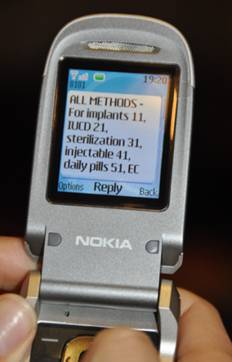 19:20
8101
ALL METHODS -
For implants 11,
IUCD 21,
sterilization 31,
injectable 41,
daily pills 51, EC
Options Reply Back
NOKIA